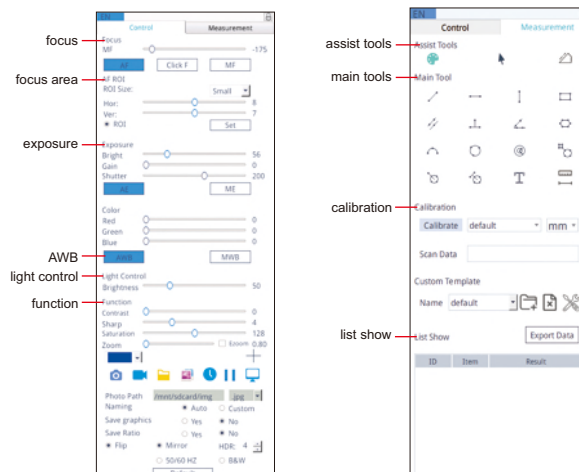 EN
Control Measurement
focus
Focus
MF -175
AF Click F MF
focus area
AF ROI
ROI Size: Small
Hor: 8
Ver: 7
ROI Set
exposure
Exposure
Bright 56
Gain 0
Shutter 200
AE ME
Color
Red 0
Green 0
Blue 0
AWB
AWB MWB
light control
Light Control
Brightness 50
function
Function
Contrast 0
Sharp 4
Saturation 128
Zoom Ezoom 0.80
Photo Path /mnt/sdcard/img .jpg
Naming Auto Custom
Save graphics Yes No
Save Ratio Yes No
Flip Mirror HDR: 4
50/60 HZ B&W
EN
Control Measurement
assist tools
Assist Tools
main tools
Main Tool
T
calibration
Calibration
Calibrate default mm
Scan Data
Custom Template
Name default
list show
List Show Export Data
ID Item Result